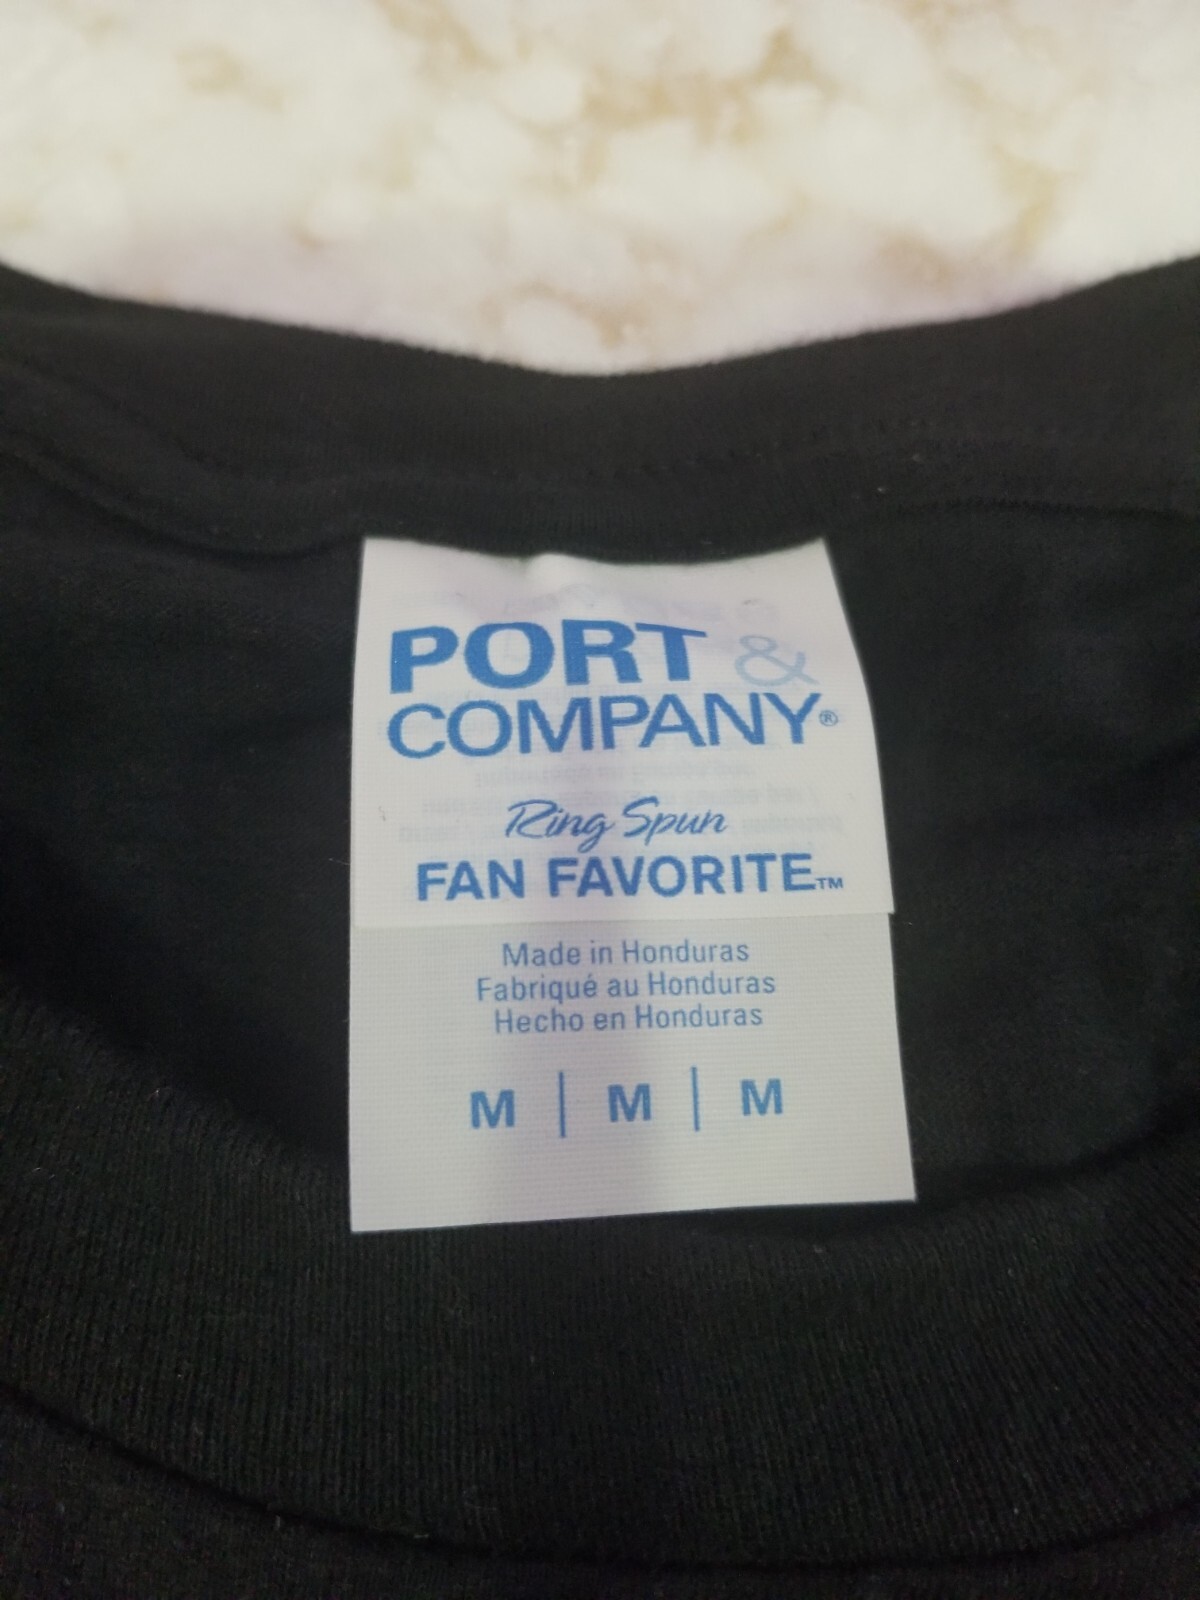 PORT &
COMPANY®
Ring Spun
FAN FAVORITE™
Made in Honduras
Fabriqué au Honduras
Hecho en Honduras
M | M | M